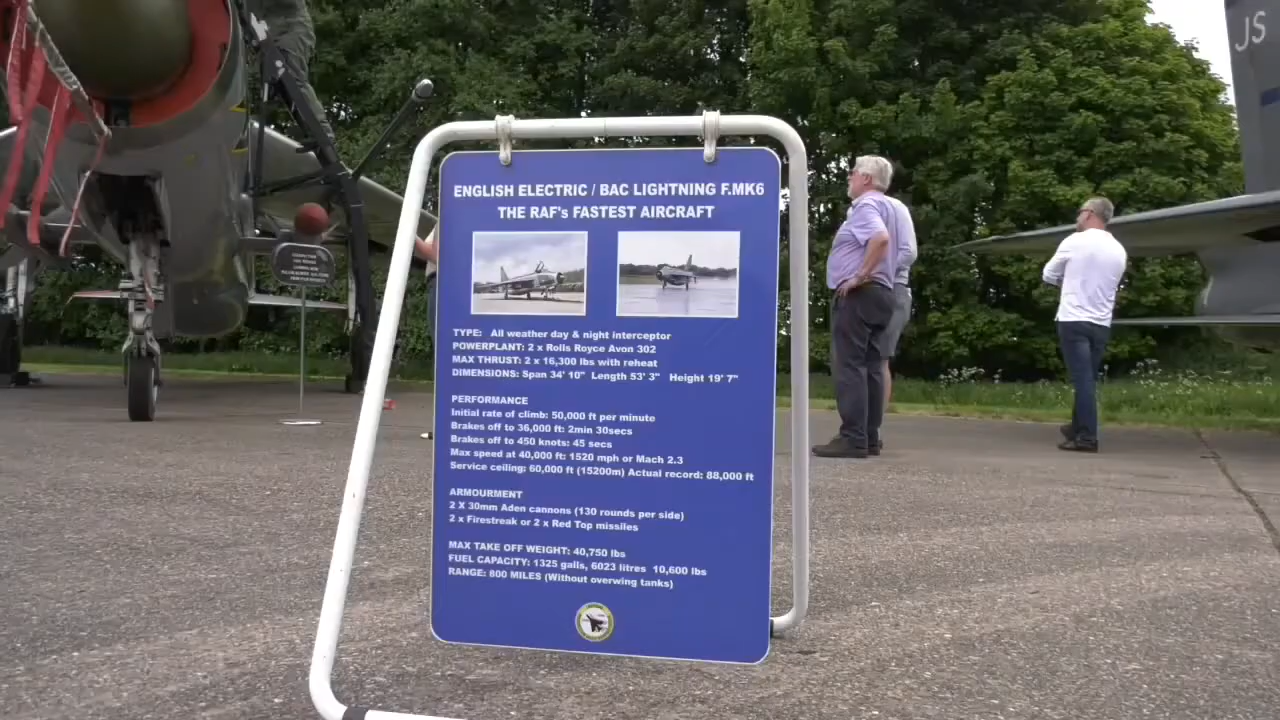 ENGLISH ELECTRIC / BAC LIGHTNING F.MK6
THE RAF's FASTEST AIRCRAFT
TYPE: All weather day & night interceptor
POWERPLANT: 2 x Rolls Royce Avon 302
MAX THRUST: 2 x 16,300 lbs with reheat
DIMENSIONS: Span 34' 10" Length 53' 3" Height 19' 7"
PERFORMANCE
Initial rate of climb: 50,000 ft per minute
Brakes off to 36,000 ft: 2min 30secs
Brakes off to 450 knots: 45 secs
Max speed at 40,000 ft: 1520 mph or Mach 2.3
Service ceiling: 60,000 ft (15200m) Actual record: 88,000 ft
ARMOURMENT
2 X 30mm Aden cannons (130 rounds per side)
2 x Firestreak or 2 x Red Top missiles
MAX TAKE OFF WEIGHT: 40,750 lbs
FUEL CAPACITY: 1325 galls, 6023 litres 10,600 lbs
RANGE: 800 MILES (Without overwing tanks)
JS